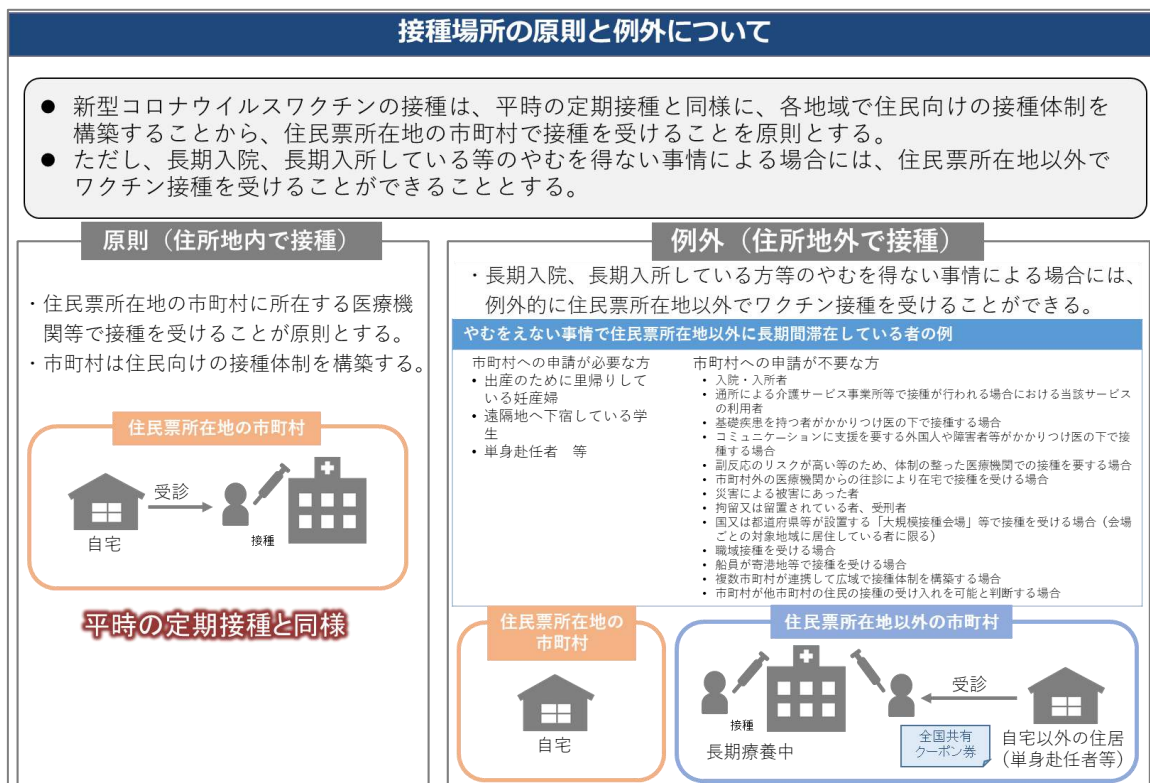 接種場所の原則と例外について
● 新型コロナウイルスワクチンの接種は、平時の定期接種と同様に、各地域で住民向けの接種体制を
構築することから、住民票所在地の市町村で接種を受けることを原則とする。
● ただし、長期入院、長期入所している等のやむを得ない事情による場合には、住民票所在地以外で
ワクチン接種を受けることができることとする。
原則（住所地内で接種）
・住民票所在地の市町村に所在する医療機
関等で接種を受けることが原則とする。
・市町村は住民向けの接種体制を構築する。
住民票所在地の市町村
受診
自宅
接種
平時の定期接種と同様
例外（住所地外で接種）
・長期入院、長期入所している方等のやむを得ない事情による場合には、
例外的に住民票所在地以外でワクチン接種を受けることができる。
やむをえない事情で住民票所在地以外に長期間滞在している者の例
市町村への申請が必要な方
• 出産のために里帰りして
いる妊産婦
• 遠隔地へ下宿している学
生
• 単身赴任者　等
市町村への申請が不要な方
• 入院・入所者
• 通所による介護サービス事業所等で接種が行われる場合における当該サービス
の利用者
• 基礎疾患を持つ者がかかりつけ医の下で接種する場合
• コミュニケーションに支援を要する外国人や障害者等がかかりつけ医の下で接
種する場合
• 副反応のリスクが高い等のため、体制の整った医療機関での接種を要する場合
• 市町村外の医療機関からの往診により在宅で接種を受ける場合
• 災害による被害にあった者
• 拘留又は留置されている者、受刑者
• 国又は都道府県等が設置する「大規模接種会場」等で接種を受ける場合（会場
ごとの対象地域に居住している者に限る）
• 職域接種を受ける場合
• 船員が寄港地等で接種を受ける場合
• 複数市町村が連携して広域で接種体制を構築する場合
• 市町村が他市町村の住民の接種の受け入れを可能と判断する場合
住民票所在地の
市町村
自宅
住民票所在地以外の市町村
接種
長期療養中
受診
全国共有
クーポン券
自宅以外の住居
（単身赴任者等）